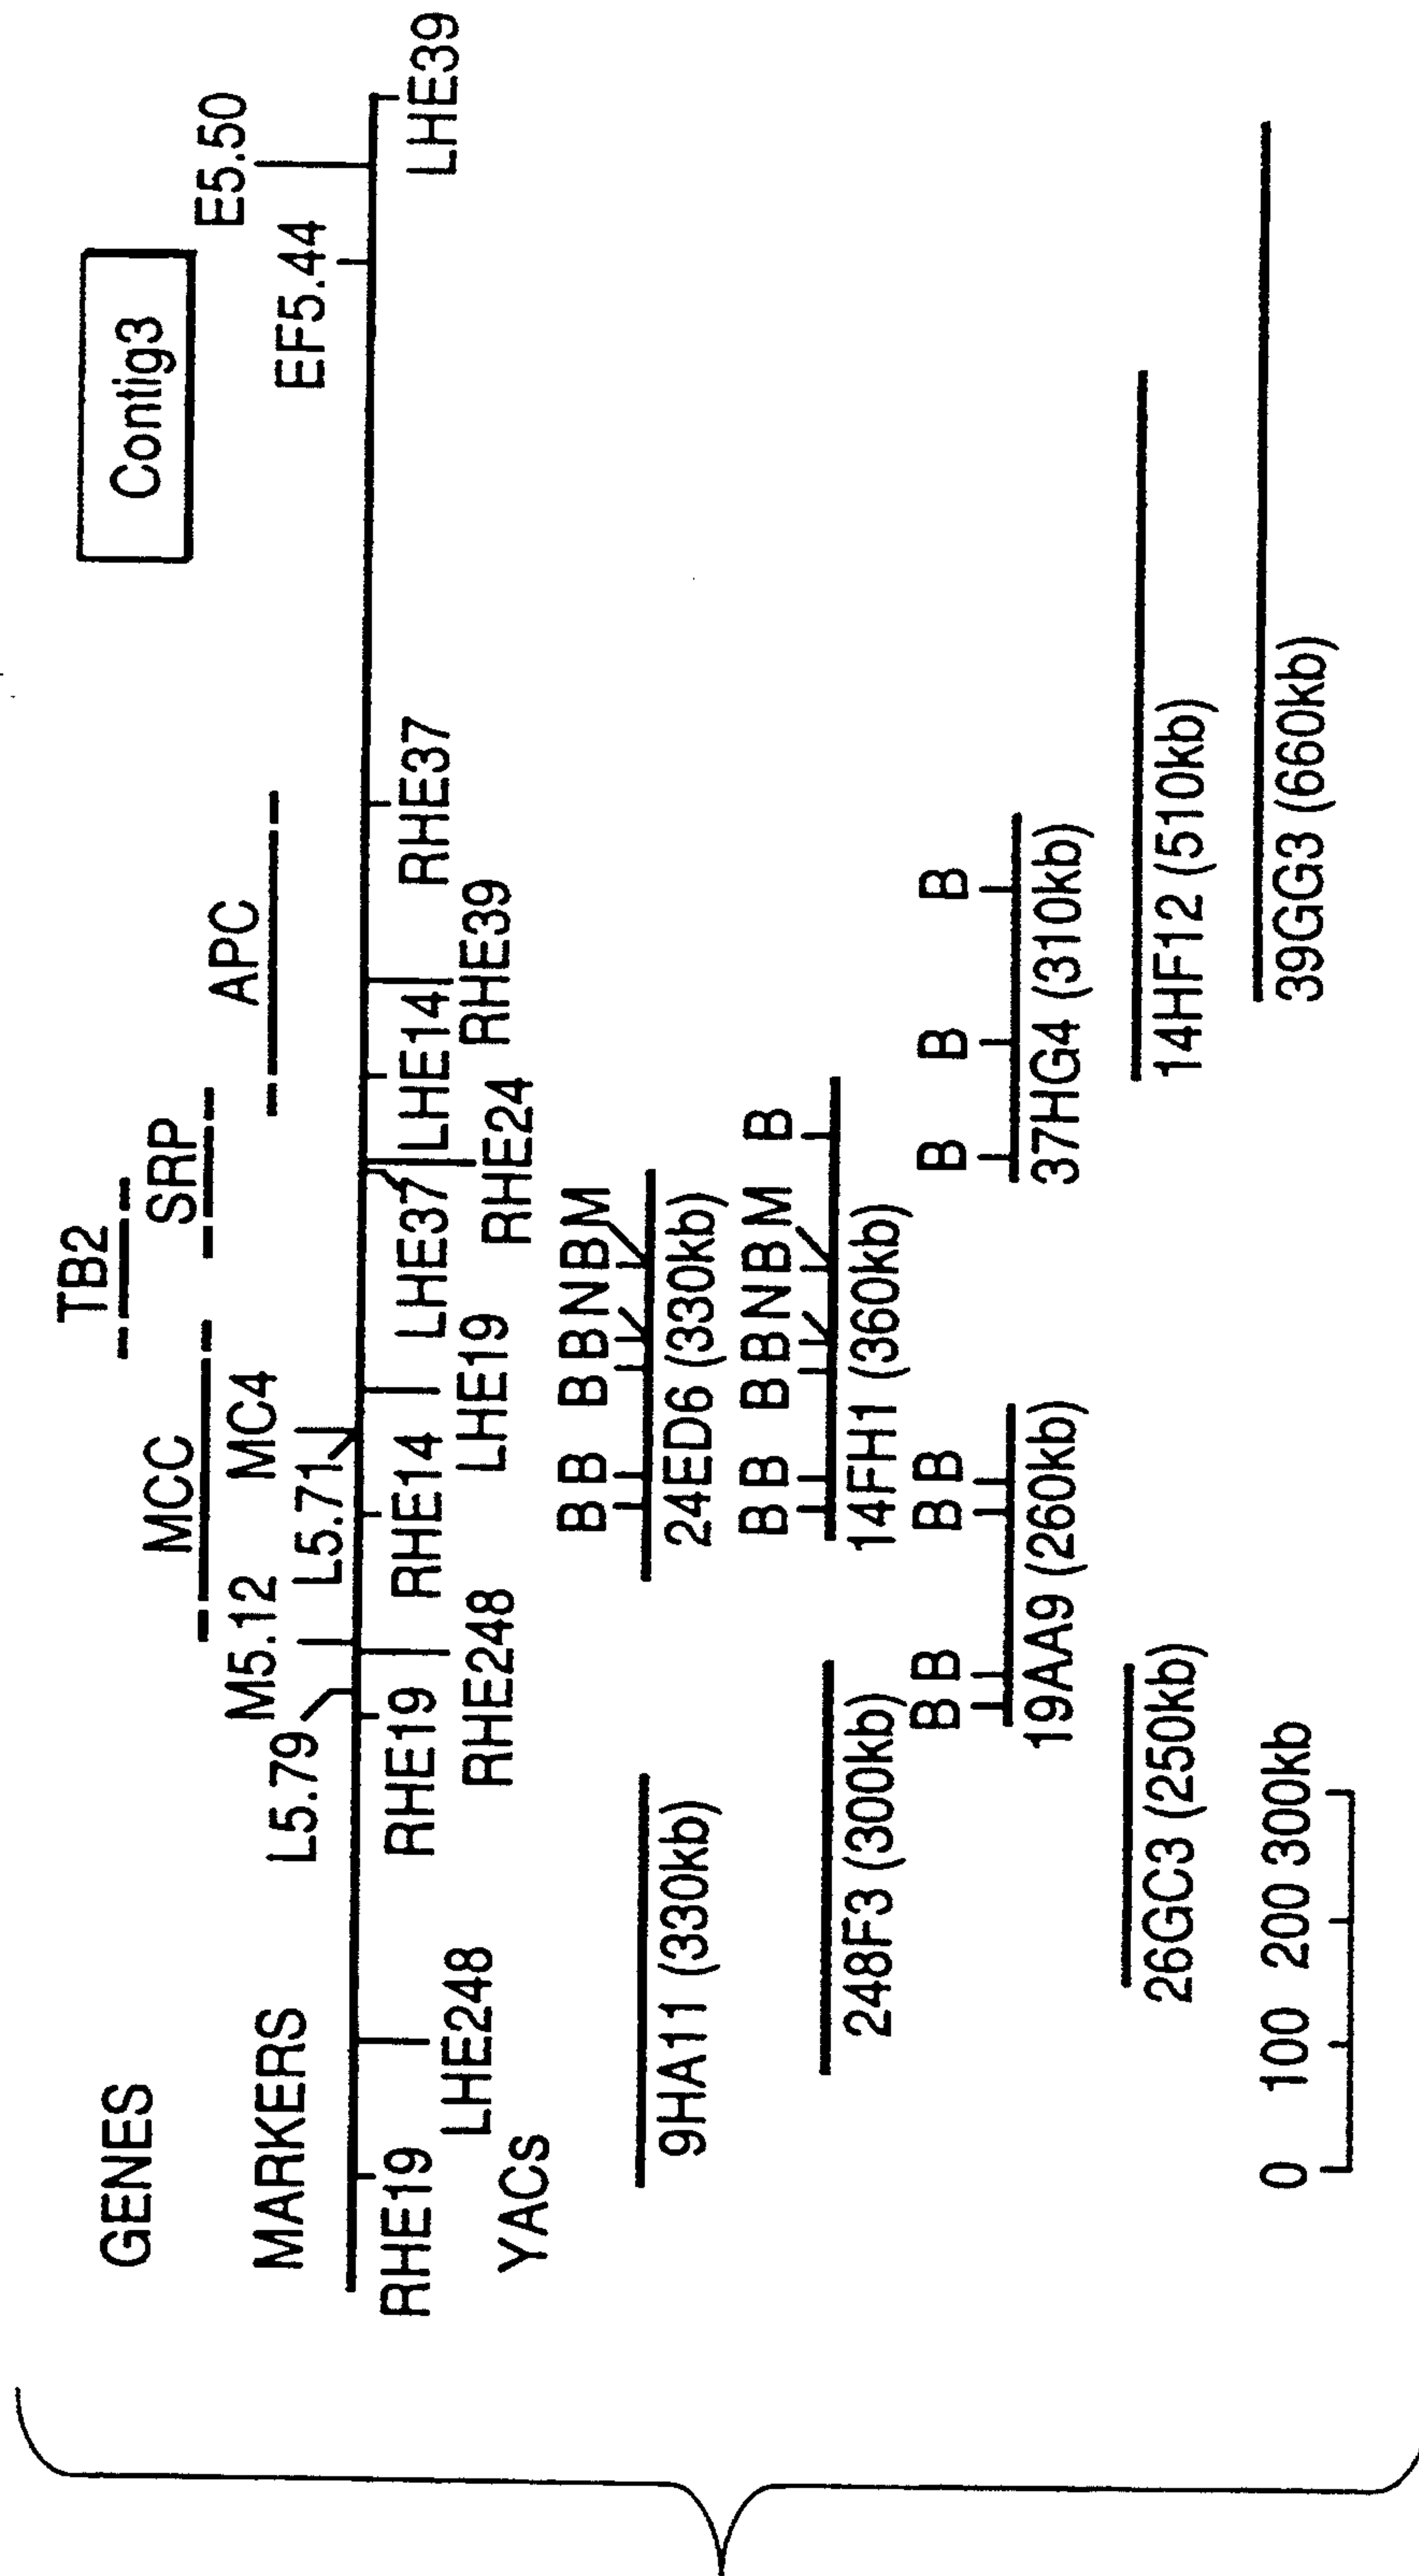 Contig3
GENES
TB2
MCC
SRP
APC
MARKERS
L5.79
M5.12
L5.71
MC4
EF5.44
E5.50
RHE19
LHE248
RHE19
RHE248
RHE14
LHE19
LHE37
RHE24
LHE14
RHE39
RHE37
LHE39
YACs
9HA11 (330kb)
B B B B N B M
24ED6 (330kb)
248F3 (300kb)
B B B B N B M B
14FH1 (360kb)
B B B B
19AA9 (260kb)
B B B
37HG4 (310kb)
26GC3 (250kb)
14HF12 (510kb)
39GG3 (660kb)
0 100 200 300kb